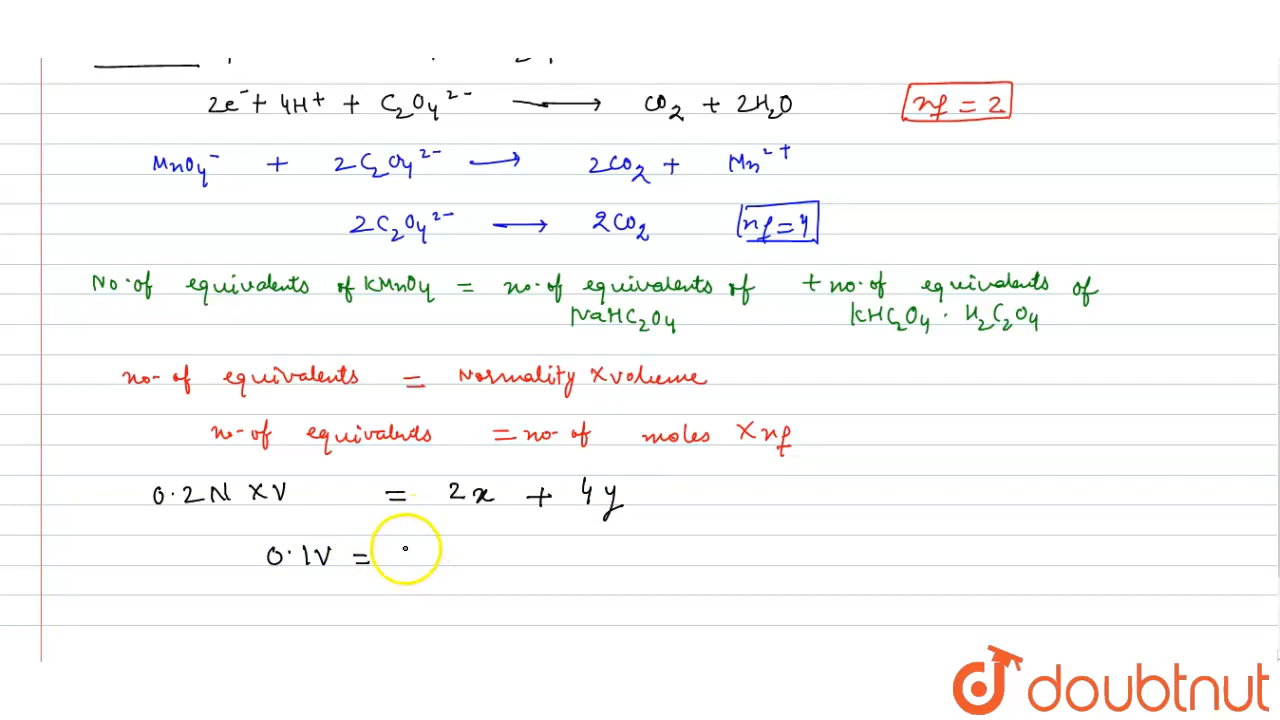 2e⁻ + 4H⁺ + C₂O₄²⁻ ⟶ CO₂ + 2H₂O nf = 2
MnO₄⁻ + 2C₂O₄²⁻ ⟶ 2CO₂ + Mn²⁺
2C₂O₄²⁻ ⟶ 2CO₂ nf = 4
No. of equivalents of KMnO₄ = no. of equivalents of + no. of equivalents of
NaHC₂O₄ KHC₂O₄ · H₂C₂O₄
no- of equivalents = Normality × volume
no- of equivalents = no- of moles × nf
0.2 N × V = 2x + 4y
0.1 V =
doubtnut